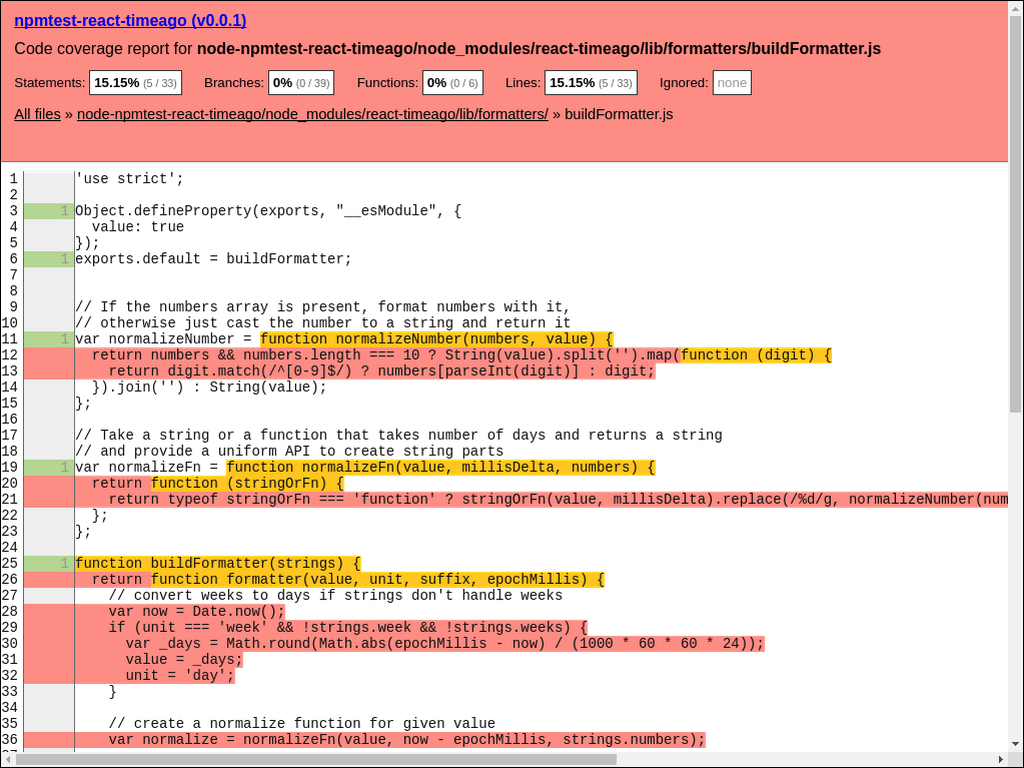 npmtest-react-timeago (v0.0.1)
Code coverage report for node-npmtest-react-timeago/node_modules/react-timeago/lib/formatters/buildFormatter.js
Statements: 15.15% (5 / 33) Branches: 0% (0 / 39) Functions: 0% (0 / 6) Lines: 15.15% (5 / 33) Ignored: none
All files » node-npmtest-react-timeago/node_modules/react-timeago/lib/formatters/ » buildFormatter.js
1 'use strict';
2
3 1 Object.defineProperty(exports, "__esModule", {
4   value: true
5 });
6 1 exports.default = buildFormatter;
7
8
9 // If the numbers array is present, format numbers with it,
10 // otherwise just cast the number to a string and return it
11 1 var normalizeNumber = function normalizeNumber(numbers, value) {
12   return numbers && numbers.length === 10 ? String(value).split('').map(function (digit) {
13     return digit.match(/^[0-9]$/) ? numbers[parseInt(digit)] : digit;
14   }).join('') : String(value);
15 };
16
17 // Take a string or a function that takes number of days and returns a string
18 // and provide a uniform API to create string parts
19 1 var normalizeFn = function normalizeFn(value, millisDelta, numbers) {
20   return function (stringOrFn) {
21     return typeof stringOrFn === 'function' ? stringOrFn(value, millisDelta).replace(/%d/g, normalizeNumber(num
22   };
23 };
24
25 1 function buildFormatter(strings) {
26   return function formatter(value, unit, suffix, epochMillis) {
27     // convert weeks to days if strings don't handle weeks
28     var now = Date.now();
29     if (unit === 'week' && !strings.week && !strings.weeks) {
30       var _days = Math.round(Math.abs(epochMillis - now) / (1000 * 60 * 60 * 24));
31       value = _days;
32       unit = 'day';
33     }
34
35     // create a normalize function for given value
36     var normalize = normalizeFn(value, now - epochMillis, strings.numbers);